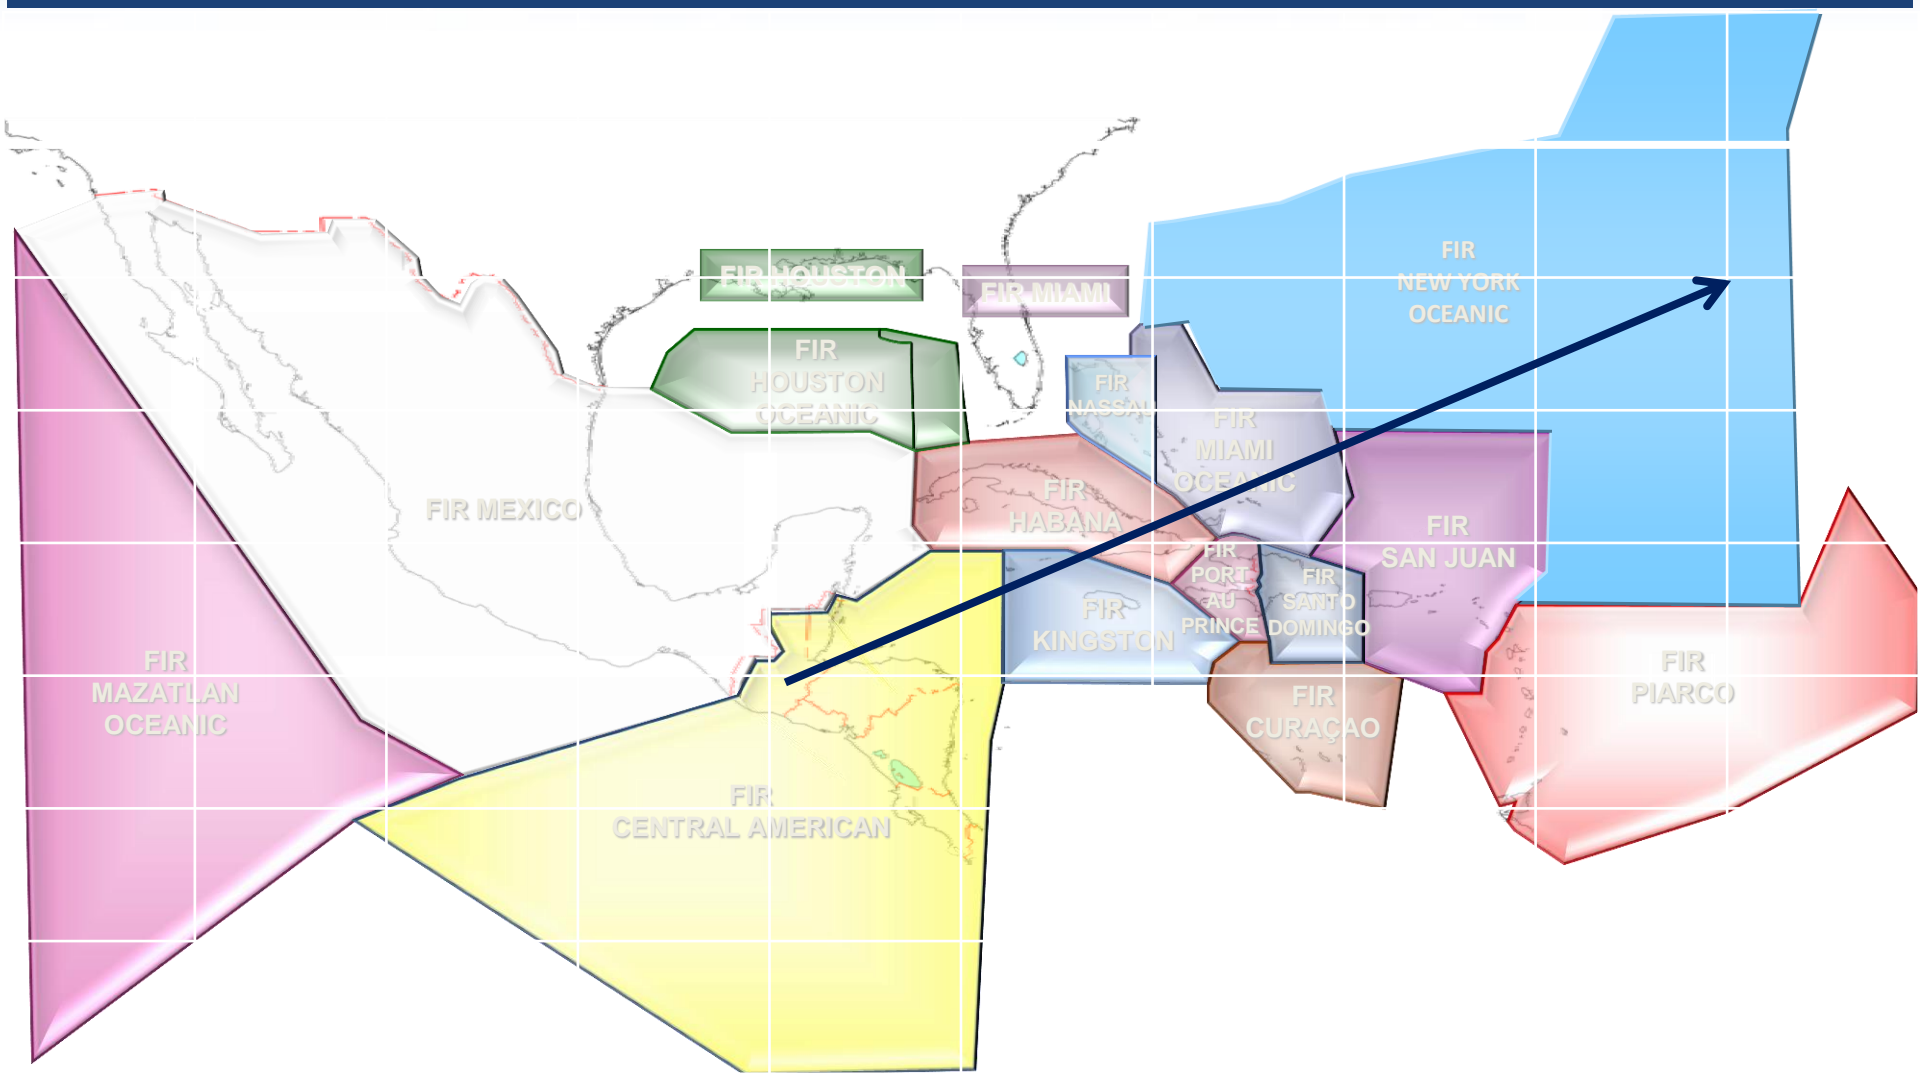 FIR HOUSTON
FIR MIAMI
FIR
NEW YORK
OCEANIC
FIR
HOUSTON
OCEANIC
FIR
NASSAU
FIR
MIAMI
OCEANIC
FIR MEXICO
FIR
HABANA
FIR
SAN JUAN
FIR
PORT
AU
PRINCE
FIR
SANTO
DOMINGO
FIR
KINGSTON
FIR
MAZATLAN
OCEANIC
FIR
PIARCO
FIR
CURAÇAO
FIR
CENTRAL AMERICAN